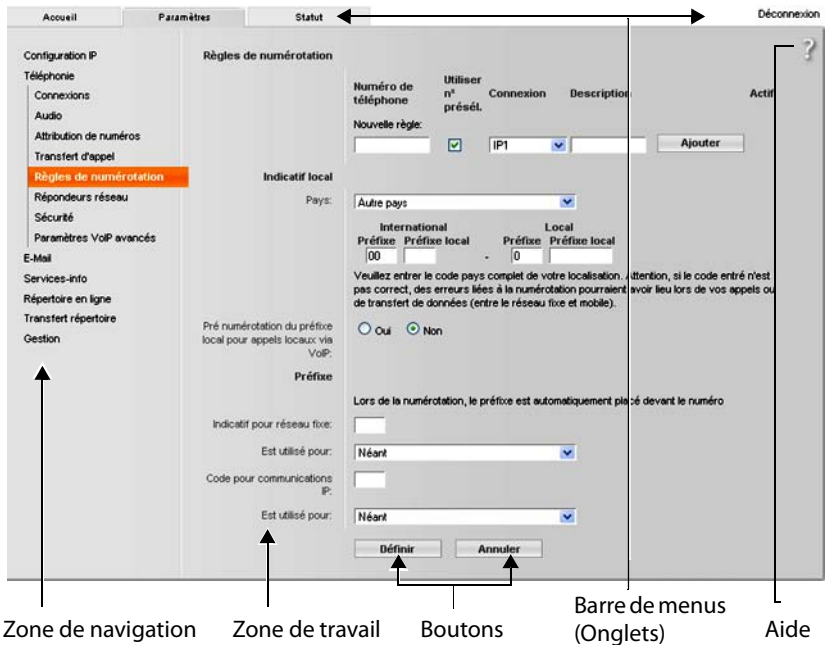 Accueil Paramètres Statut Déconnexion
Configuration IP
Téléphonie
Connexions
Audio
Attribution de numéros
Transfert d'appel
Règles de numérotation
Répondeurs réseau
Sécurité
Paramètres VoIP avancés
E-Mail
Services-info
Répertoire en ligne
Transfert répertoire
Gestion
Règles de numérotation
?
Numéro de téléphone Utiliser n° présél. Connexion Description Actif
Nouvelle règle:
IP1 Ajouter
Indicatif local
Pays: Autre pays
International Local
Préfixe Préfixe local Préfixe Préfixe local
00 - 0
Veuillez entrer le code pays complet de votre localisation. Attention, si le code entré n'est
pas correct, des erreurs liées à la numérotation pourraient avoir lieu lors de vos appels ou
de transfert de données (entre le réseau fixe et mobile).
Pré numérotation du préfixe
local pour appels locaux via
VoIP:
Oui Non
Préfixe
Lors de la numérotation, le préfixe est automatiquement placé devant le numéro
Indicatif pour réseau fixe:
Est utilisé pour: Néant
Code pour communications
IP:
Est utilisé pour: Néant
Définir Annuler
Zone de navigation Zone de travail Boutons Barre de menus
(Onglets) Aide